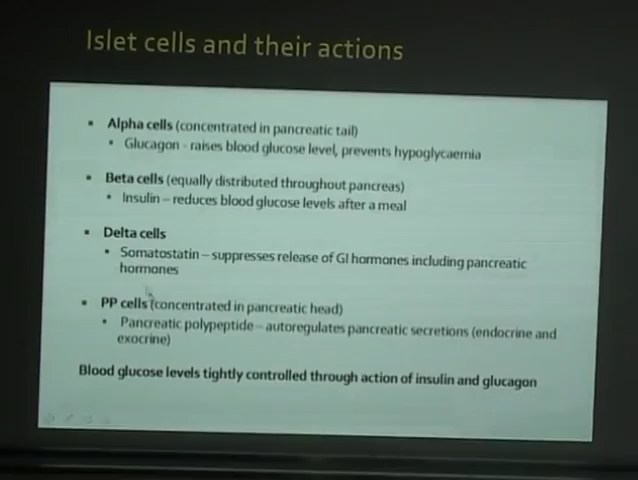 Islet cells and their actions
▪ Alpha cells (concentrated in pancreatic tail)
▪ Glucagon - raises blood glucose level, prevents hypoglycaemia
▪ Beta cells (equally distributed throughout pancreas)
▪ Insulin – reduces blood glucose levels after a meal
▪ Delta cells
▪ Somatostatin – suppresses release of GI hormones including pancreatic
hormones
▪ PP cells (concentrated in pancreatic head)
▪ Pancreatic polypeptide – autoregulates pancreatic secretions (endocrine and
exocrine)
Blood glucose levels tightly controlled through action of insulin and glucagon